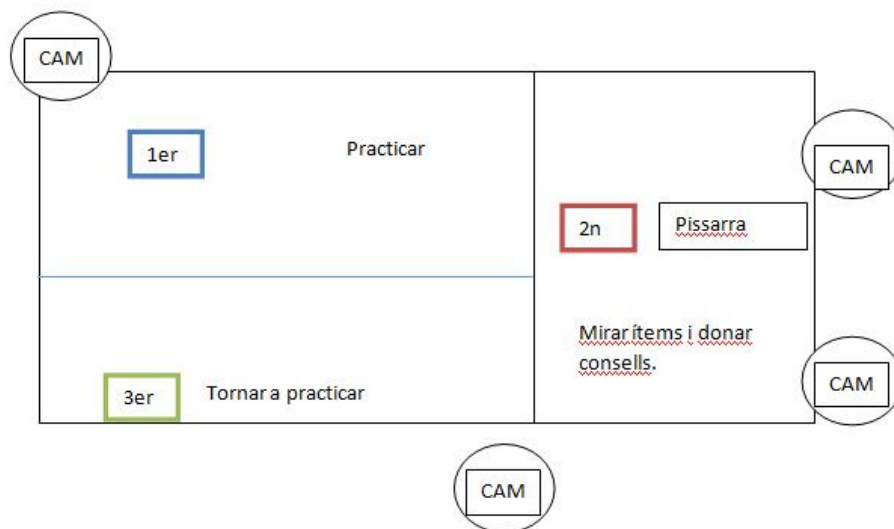 CAM
1er
Practicar
CAM
2n
Pissarra
Mirar ítems i donar
consells.
3er
Tornar a practicar
CAM
CAM